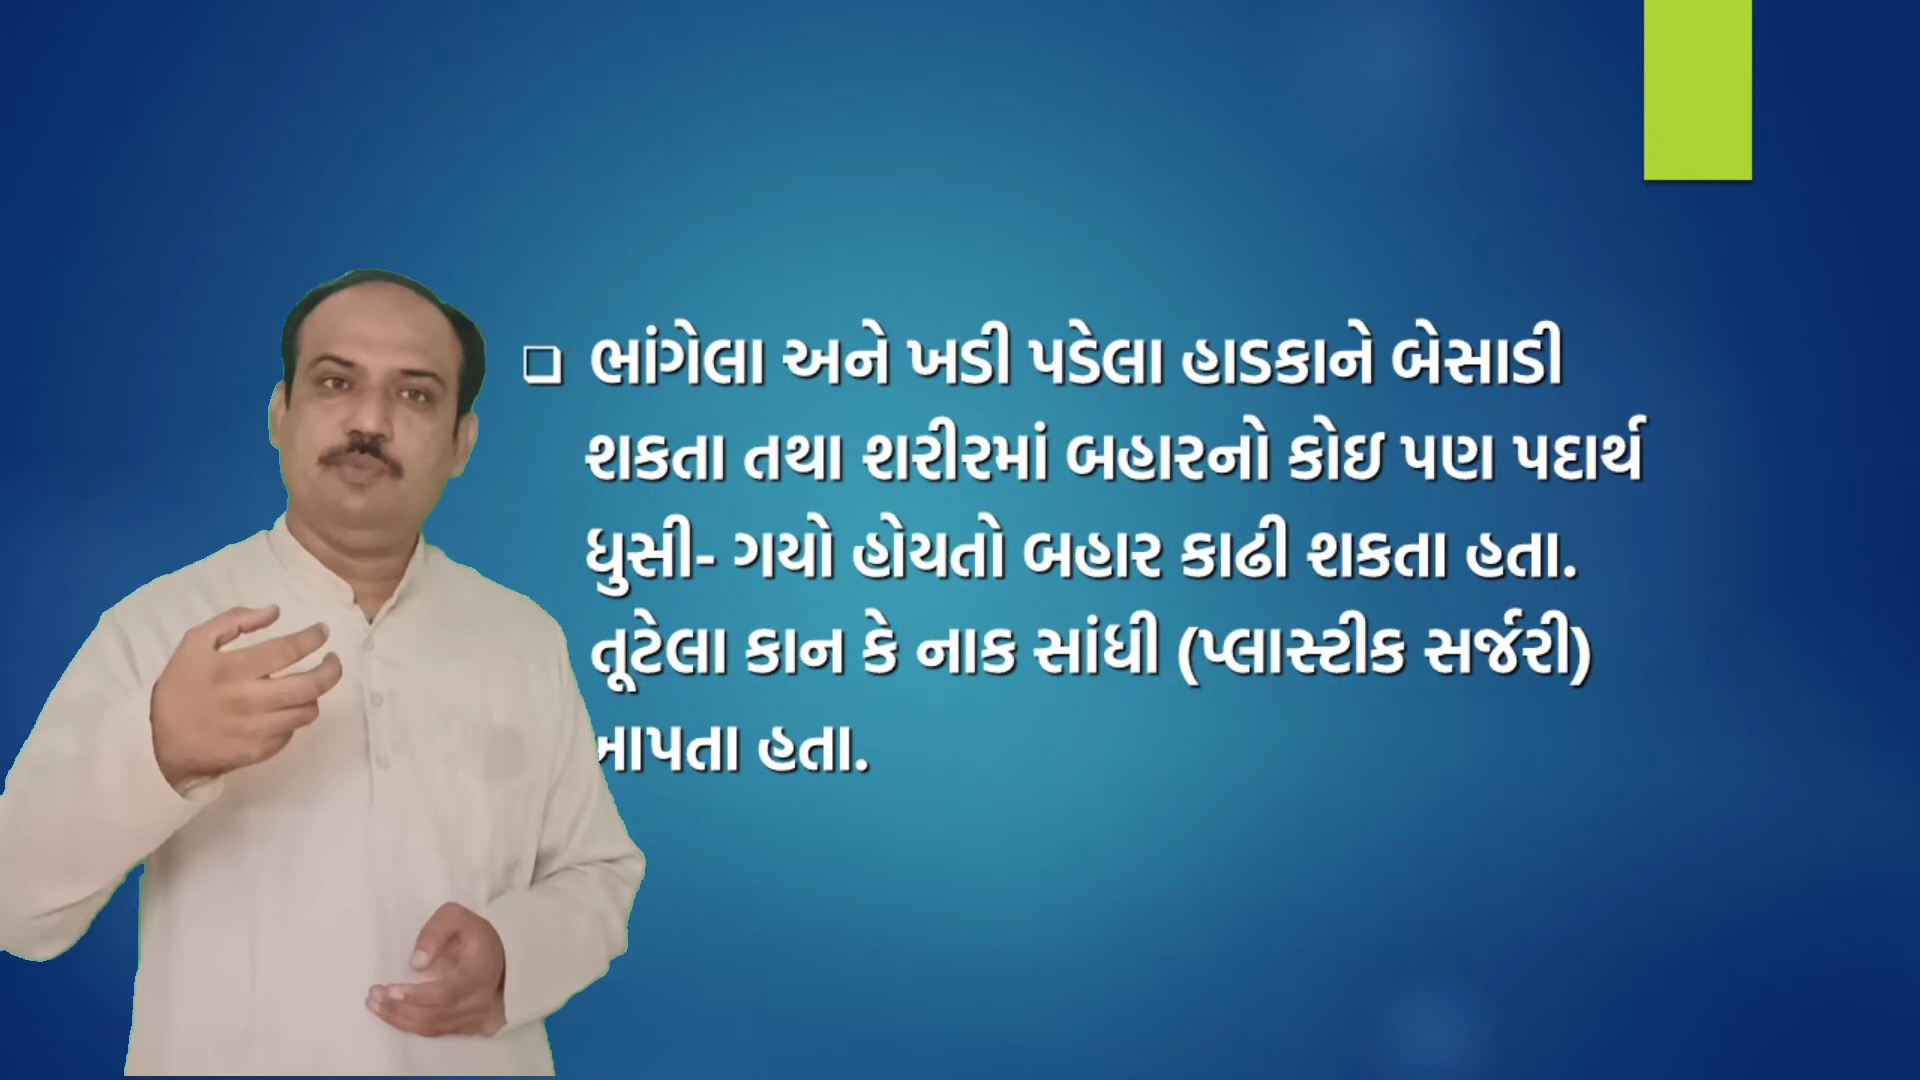 ભાંગેલા અને ખડી પડેલા હાડકાને બેસાડી
શકતા તથા શરીરમાં બહારનો કોઇ પણ પદાર્થ
ધુસી- ગયો હોયતો બહાર કાઢી શકતા હતા.
તૂટેલા કાન કે નાક સાંધી (પ્લાસ્ટીક સર્જરી)
આપતા હતા.